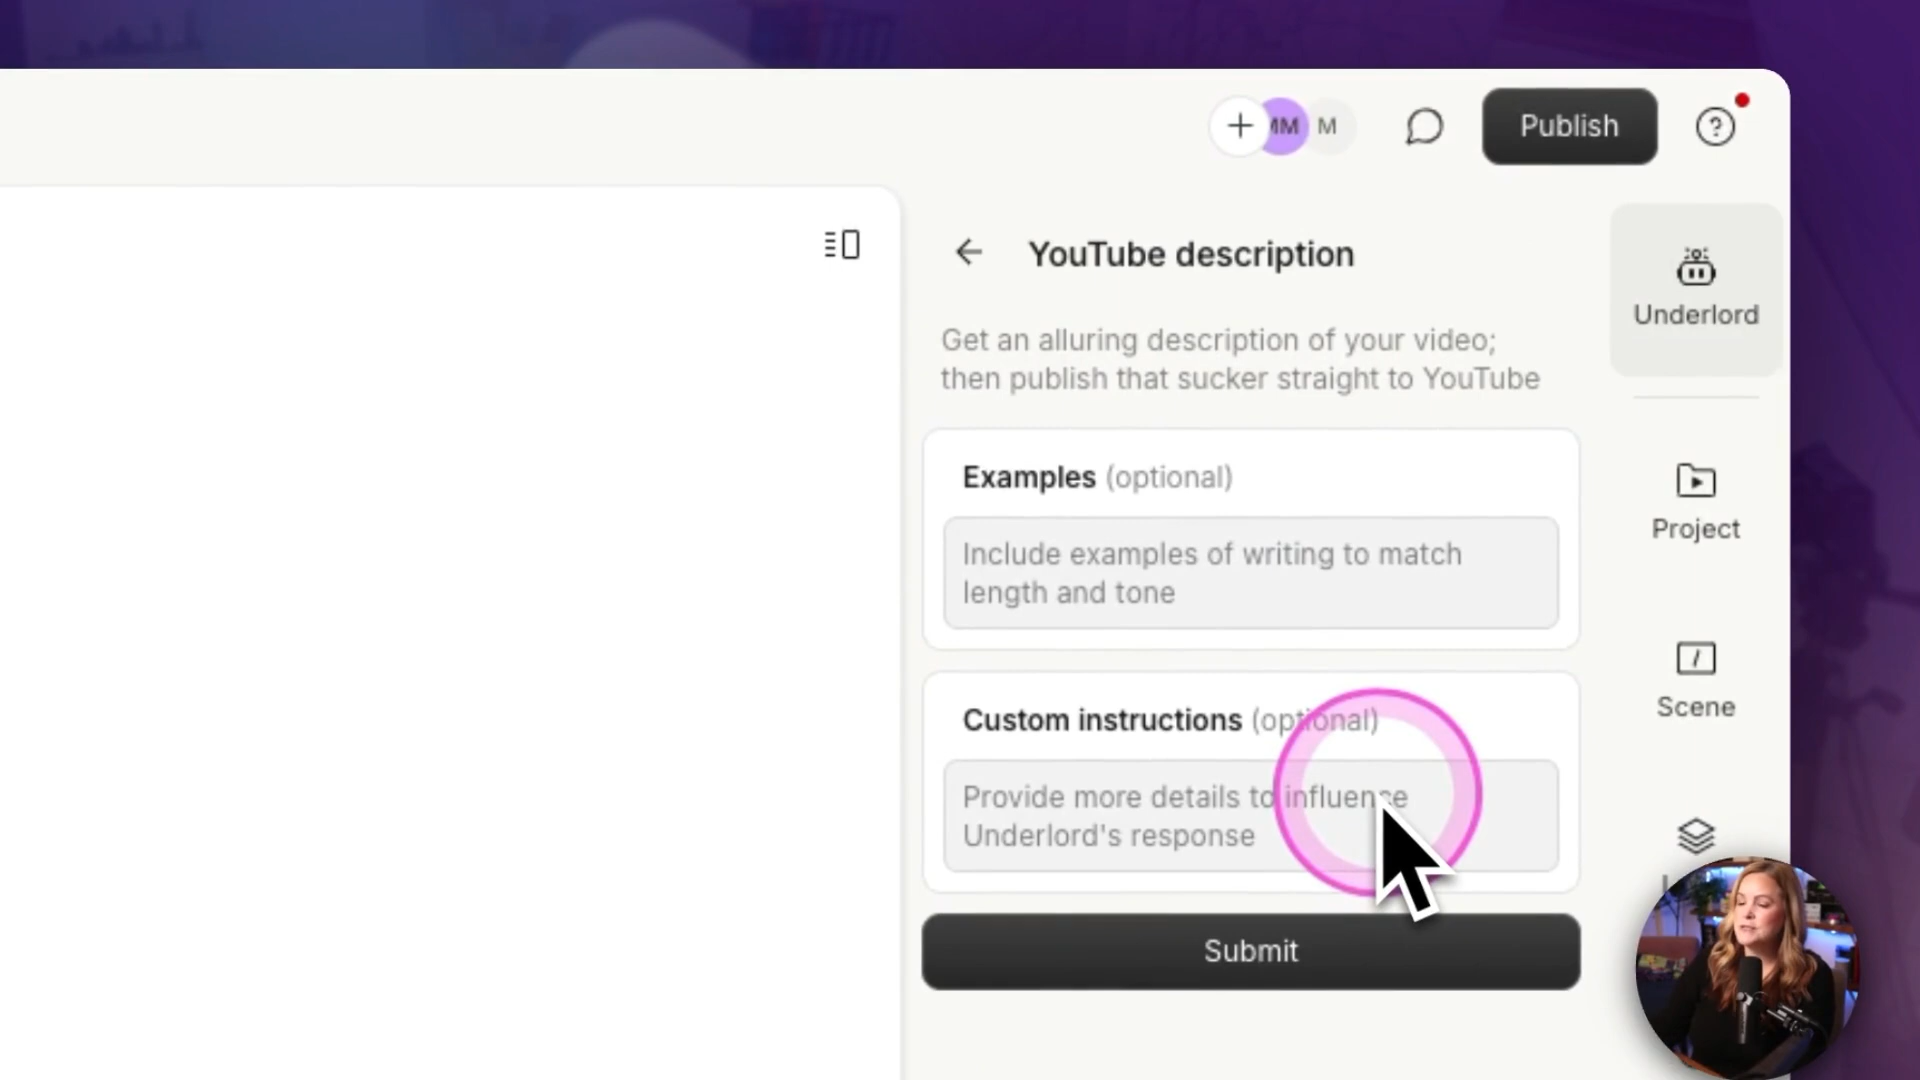 MM
M
Publish
YouTube description
Get an alluring description of your video;
then publish that sucker straight to YouTube
Examples (optional)
Include examples of writing to match
length and tone
Custom instructions (optional)
Provide more details to influence
Underlord's response
Submit
Underlord
Project
Scene